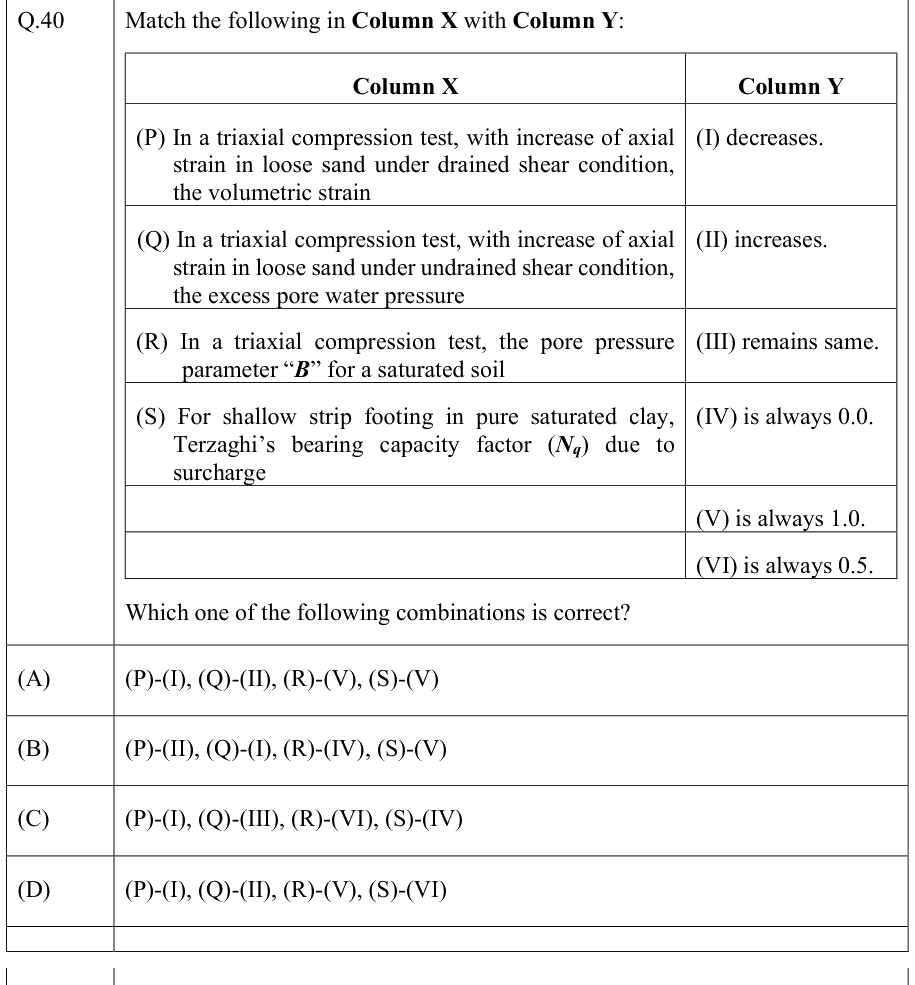 Q.40 Match the following in Column X with Column Y:
Column X Column Y
(P) In a triaxial compression test, with increase of axial (I) decreases.
strain in loose sand under drained shear condition,
the volumetric strain
(Q) In a triaxial compression test, with increase of axial (II) increases.
strain in loose sand under undrained shear condition,
the excess pore water pressure
(R) In a triaxial compression test, the pore pressure (III) remains same.
parameter “B” for a saturated soil
(S) For shallow strip footing in pure saturated clay, (IV) is always 0.0.
Terzaghi’s bearing capacity factor (Nq) due to
surcharge
(V) is always 1.0.
(VI) is always 0.5.
Which one of the following combinations is correct?
(A) (P)-(I), (Q)-(II), (R)-(V), (S)-(V)
(B) (P)-(II), (Q)-(I), (R)-(IV), (S)-(V)
(C) (P)-(I), (Q)-(III), (R)-(VI), (S)-(IV)
(D) (P)-(I), (Q)-(II), (R)-(V), (S)-(VI)